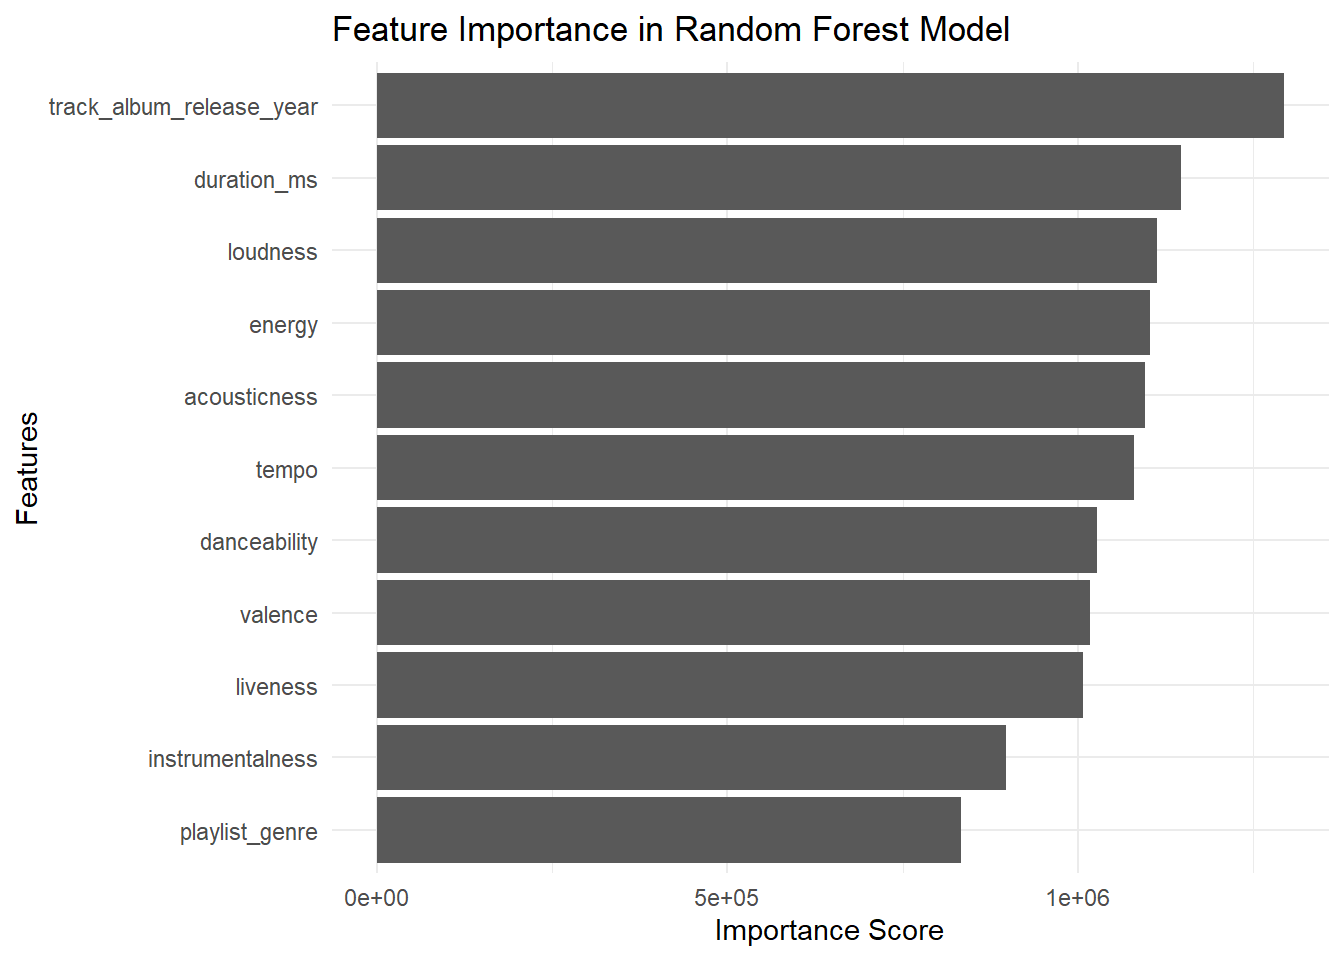 Feature Importance in Random Forest Model
track_album_release_year
duration_ms
loudness
energy
acousticness
tempo
danceability
valence
liveness
instrumentalness
playlist_genre
Features
0e+00 5e+05 1e+06
Importance Score